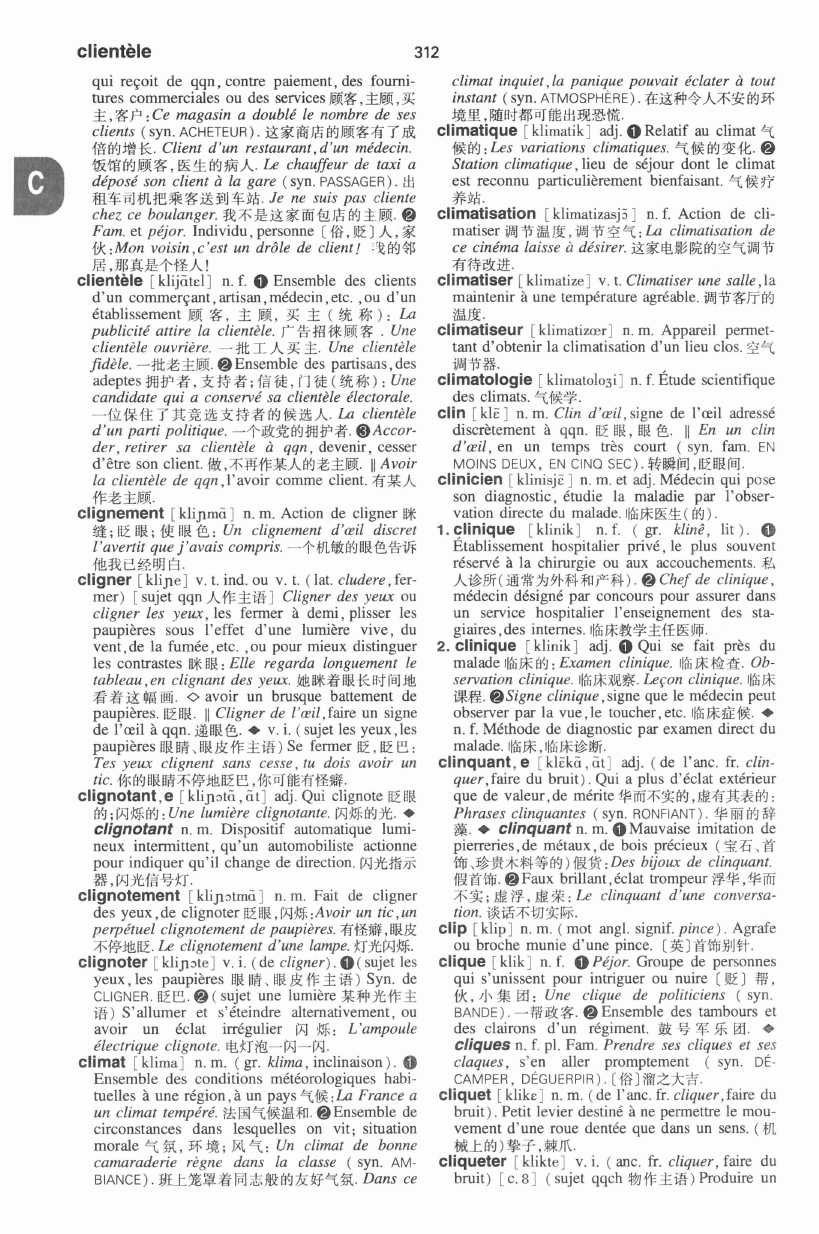 clientèle 312
qui reçoit de qqn, contre paiement, des fourni-
tures commerciales ou des services 顾客,主顾,买
主,客户:Ce magasin a doublé le nombre de ses
clients (syn. ACHETEUR). 这家商店的顾客有了成
倍的增长. Client d'un restaurant, d'un médecin.
饭馆的顾客,医生的病人. Le chauffeur de taxi a
déposé son client à la gare (syn. PASSAGER). 出
租车司机把乘客送到车站. Je ne suis pas cliente
chez ce boulanger. 我不是这家面包店的主顾. ❷
Fam. et péjor. Individu, personne〔俗,贬〕人,家
伙:Mon voisin, c'est un drôle de client! 我的邻
居,那真是个怪人!
C
clientèle [klijɑ̃tɛl] n. f. ❶ Ensemble des clients
d'un commerçant, artisan, médecin, etc., ou d'un
établissement 顾客, 主顾, 买主 (统称): La
publicité attire la clientèle. 广告招徕顾客. Une
clientèle ouvrière. 一批工人买主. Une clientèle
fidèle. 一批老主顾. ❷ Ensemble des partisans, des
adeptes 拥护者,支持者;信徒,门徒(统称): Une
candidate qui a conservé sa clientèle électorale.
一位保住了其竞选支持者的候选人. La clientèle
d'un parti politique. 一个政党的拥护者. ❸ Accor-
der, retirer sa clientèle à qqn, devenir, cesser
d'être son client. 做,不再作某人的老主顾. ‖ Avoir
la clientèle de qqn, l'avoir comme client. 有某人
作老主顾.
clignement [kliɲmɑ̃] n. m. Action de cligner 眯
缝;眨眼;使眼色: Un clignement d'œil discret
l'avertit que j'avais compris. 一个机敏的眼色告诉
他我已经明白.
cligner [kliɲe] v. t. ind. ou v. t. (lat. cludere, fer-
mer) [sujet qqn 人作主语] Cligner des yeux ou
cligner les yeux, les fermer à demi, plisser les
paupières sous l'effet d'une lumière vive, du
vent, de la fumée, etc., ou pour mieux distinguer
les contrastes 眯眼: Elle regarda longuement le
tableau, en clignant des yeux. 她眯着眼长时间地
看着这幅画. ◇ avoir un brusque battement de
paupières. 眨眼. ‖ Cligner de l'œil, faire un signe
de l'œil à qqn. 递眼色. ◆ v. i. (sujet les yeux, les
paupières 眼睛、眼皮作主语) Se fermer 眨,眨巴:
Tes yeux clignent sans cesse, tu dois avoir un
tic. 你的眼睛不停地眨巴,你可能有怪癖.
clignotant, e [kliɲɔtɑ̃, ɑ̃t] adj. Qui clignote 眨眼
的;闪烁的: Une lumière clignotante. 闪烁的光. ◆
clignotant n. m. Dispositif automatique lumi-
neux intermittent, qu'un automobiliste actionne
pour indiquer qu'il change de direction. 闪光指示
器,闪光信号灯.
clignotement [kliɲɔtmɑ̃] n. m. Fait de cligner
des yeux, de clignoter 眨眼,闪烁: Avoir un tic, un
perpétuel clignotement de paupières. 有怪癖,眼皮
不停地眨. Le clignotement d'une lampe. 灯光闪烁.
clignoter [kliɲɔte] v. i. (de cligner). ❶ (sujet les
yeux, les paupières 眼睛、眼皮作主语) Syn. de
CLIGNER. 眨巴. ❷ (sujet une lumière 某种光作主
语) S'allumer et s'éteindre alternativement, ou
avoir un éclat irrégulier 闪烁: L'ampoule
électrique clignote. 电灯泡一闪一闪.
climat [klima] n. m. (gr. klima, inclinaison). ❶
Ensemble des conditions météorologiques habi-
tuelles à une région, à un pays 气候: La France a
un climat tempéré. 法国气候温和. ❷ Ensemble de
circonstances dans lesquelles on vit; situation
morale 气氛,环境;风气: Un climat de bonne
camaraderie règne dans la classe (syn. AM-
BIANCE). 班上笼罩着同志般的友好气氛. Dans ce
climat inquiet, la panique pouvait éclater à tout
instant (syn. ATMOSPHÈRE). 在这种令人不安的环
境里,随时都可能出现恐慌.
climatique [klimatik] adj. ❶ Relatif au climat 气
候的: Les variations climatiques. 气候的变化. ❷
Station climatique, lieu de séjour dont le climat
est reconnu particulièrement bienfaisant. 气候疗
养站.
climatisation [klimatizasjɔ̃] n. f. Action de cli-
matiser 调节温度,调节空气: La climatisation de
ce cinéma laisse à désirer. 这家电影院的空气调节
有待改进.
climatiser [klimatize] v. t. Climatiser une salle, la
maintenir à une température agréable. 调节客厅的
温度.
climatiseur [klimatizœr] n. m. Appareil permet-
tant d'obtenir la climatisation d'un lieu clos. 空气
调节器.
climatologie [klimatolɔʒi] n. f. Étude scientifique
des climats. 气候学.
clin [klɛ̃] n. m. Clin d'œil, signe de l'œil adressé
discrètement à qqn. 眨眼,眼色. ‖ En un clin
d'œil, en un temps très court (syn. fam. EN
MOINS DEUX, EN CINQ SEC). 转瞬间,眨眼间.
clinicien [klinisjɛ̃] n. m. et adj. Médecin qui pose
son diagnostic, étudie la maladie par l'obser-
vation directe du malade. 临床医生(的).
1. clinique [klinik] n. f. (gr. klinê, lit). ❶
Établissement hospitalier privé, le plus souvent
réservé à la chirurgie ou aux accouchements. 私
人诊所(通常为外科和产科). ❷ Chef de clinique,
médecin désigné par concours pour assurer dans
un service hospitalier l'enseignement des sta-
giaires, des internes. 临床教学主任医师.
2. clinique [klinik] adj. ❶ Qui se fait près du
malade 临床的: Examen clinique. 临床检查. Ob-
servation clinique. 临床观察. Leçon clinique. 临床
课程. ❷ Signe clinique, signe que le médecin peut
observer par la vue, le toucher, etc. 临床症候. ◆
n. f. Méthode de diagnostic par examen direct du
malade. 临床,临床诊断.
clinquant, e [klɛ̃kɑ̃, ɑ̃t] adj. (de l'anc. fr. clin-
quer, faire du bruit). Qui a plus d'éclat extérieur
que de valeur, de mérite 华而不实的,虚有其表的:
Phrases clinquantes (syn. RONFIANT). 华丽的辞
藻. ◆ clinquant n. m. ❶ Mauvaise imitation de
pierreries, de métaux, de bois précieux (宝石、首
饰、珍贵木料等的)假货: Des bijoux de clinquant.
假首饰. ❷ Faux brillant, éclat trompeur 浮华,华而
不实;虚浮,虚荣: Le clinquant d'une conversa-
tion. 谈话不切实际.
clip [klip] n. m. (mot angl. signif. pince). Agrafe
ou broche munie d'une pince.〔英〕首饰别针.
clique [klik] n. f. ❶ Péjor. Groupe de personnes
qui s'unissent pour intriguer ou nuire〔贬〕帮,
伙,小集团: Une clique de politiciens (syn.
BANDE). 一帮政客. ❷ Ensemble des tambours et
des clairons d'un régiment. 鼓号军乐团. ◆
cliques n. f. pl. Fam. Prendre ses cliques et ses
claques, s'en aller promptement (syn. DÉ-
CAMPER, DÉGUERPIR).〔俗〕溜之大吉.
cliquet [klikɛ] n. m. (de l'anc. fr. cliquer, faire du
bruit). Petit levier destiné à ne permettre le mou-
vement d'une roue dentée que dans un sens. (机
械上的)掣子,棘爪.
cliqueter [klikte] v. i. (anc. fr. cliquer, faire du
bruit) [c. 8] (sujet qqch 物作主语) Produire un